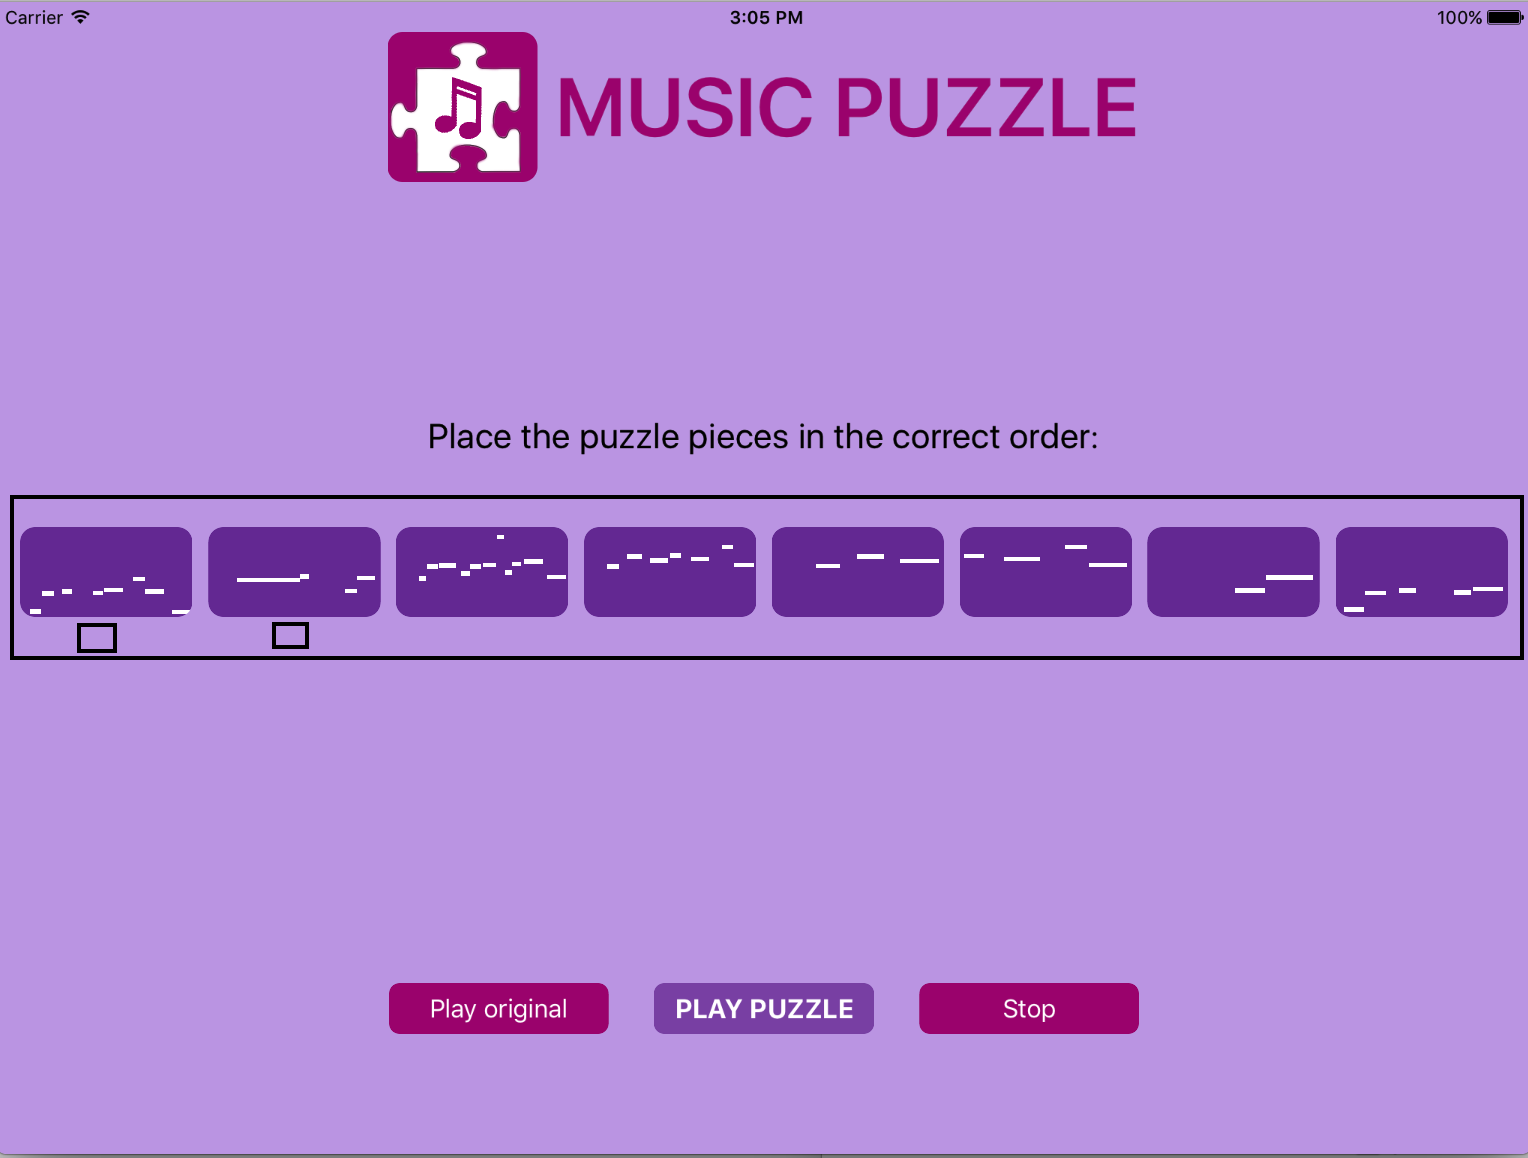 Carrier 3:05 PM 100%
MUSIC PUZZLE
Place the puzzle pieces in the correct order:
Play original PLAY PUZZLE Stop